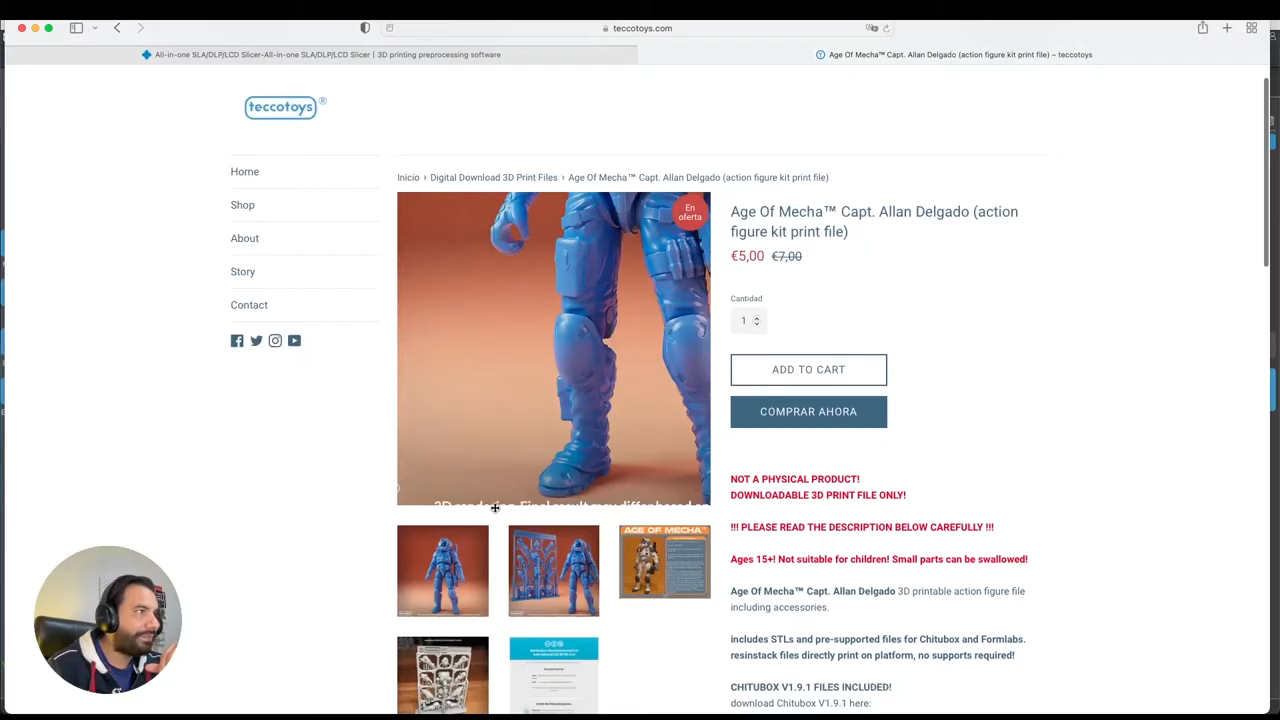 teccotoys.com
All-in-one SLA/DLP/LCD Slicer-All-in-one SLA/DLP/LCD Slicer | 3D printing preprocessing software
Age Of Mecha™ Capt. Allan Delgado (action figure kit print file) – teccotoys
teccotoys®
Home
Shop
About
Story
Contact
Inicio › Digital Download 3D Print Files › Age Of Mecha™ Capt. Allan Delgado (action figure kit print file)
En
oferta
Age Of Mecha™ Capt. Allan Delgado (action
figure kit print file)
€5,00 €7,00
Cantidad
1
ADD TO CART
COMPRAR AHORA
NOT A PHYSICAL PRODUCT!
DOWNLOADABLE 3D PRINT FILE ONLY!
!!! PLEASE READ THE DESCRIPTION BELOW CAREFULLY !!!
Ages 15+! Not suitable for children! Small parts can be swallowed!
Age Of Mecha™ Capt. Allan Delgado 3D printable action figure file
including accessories.
includes STLs and pre-supported files for Chitubox and Formlabs.
resinstack files directly print on platform, no supports required!
CHITUBOX V1.9.1 FILES INCLUDED!
download Chitubox V1.9.1 here:
AGE OF MECHA™